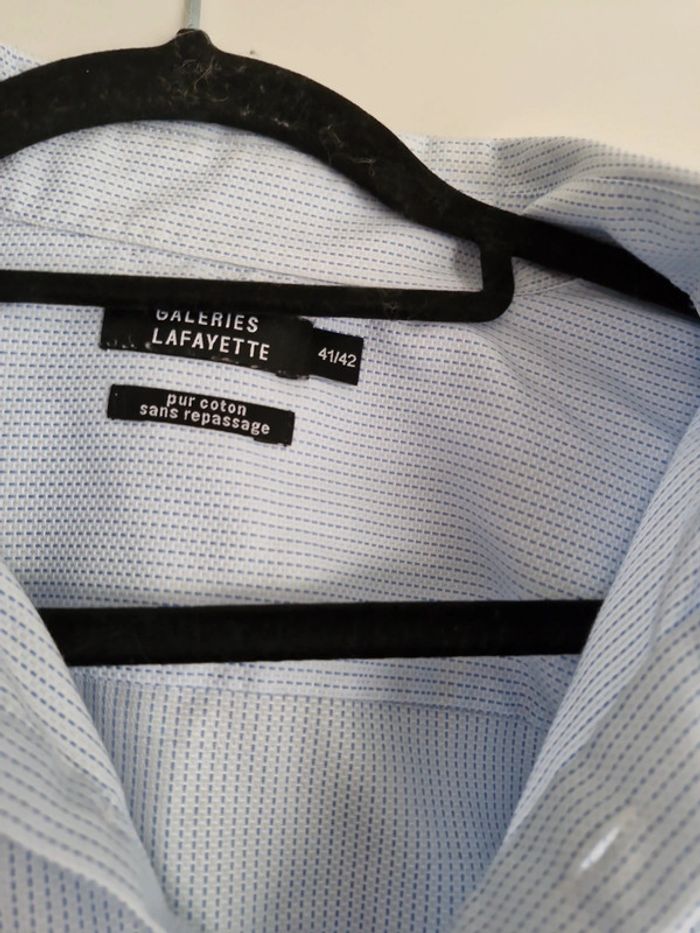 GALERIES
LAFAYETTE
41/42
pur coton
sans repassage